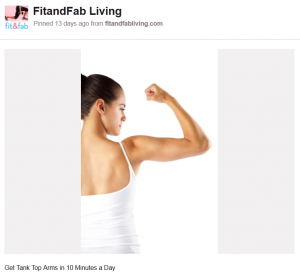 FitandFab Living
Pinned 13 days ago from fitandfabliving.com
fit&fab
Get Tank Top Arms in 10 Minutes a Day